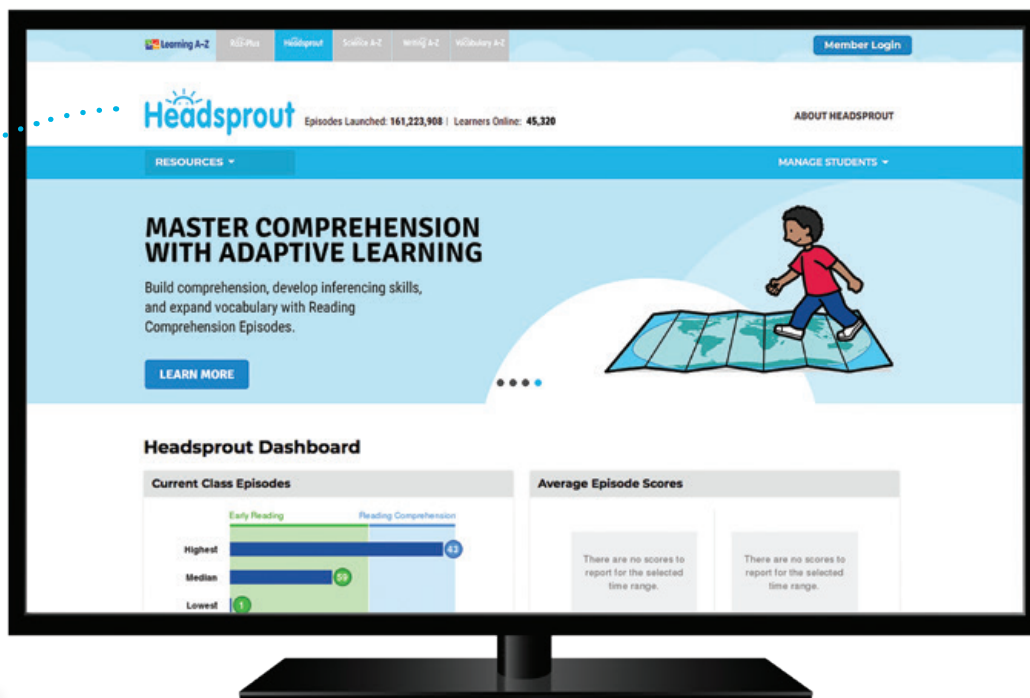 Learning A-Z Raz-Plus Headsprout Science A-Z Writing A-Z Vocabulary A-Z Member Login
Headsprout Episodes Launched: 161,223,908 | Learners Online: 45,320 ABOUT HEADSPROUT
RESOURCES MANAGE STUDENTS
MASTER COMPREHENSION
WITH ADAPTIVE LEARNING
Build comprehension, develop inferencing skills,
and expand vocabulary with Reading
Comprehension Episodes.
LEARN MORE
Headsprout Dashboard
Current Class Episodes
Early Reading Reading Comprehension
Highest 43
Median 59
Lowest 1
Average Episode Scores
There are no scores to
report for the selected
time range.
There are no scores to
report for the selected
time range.